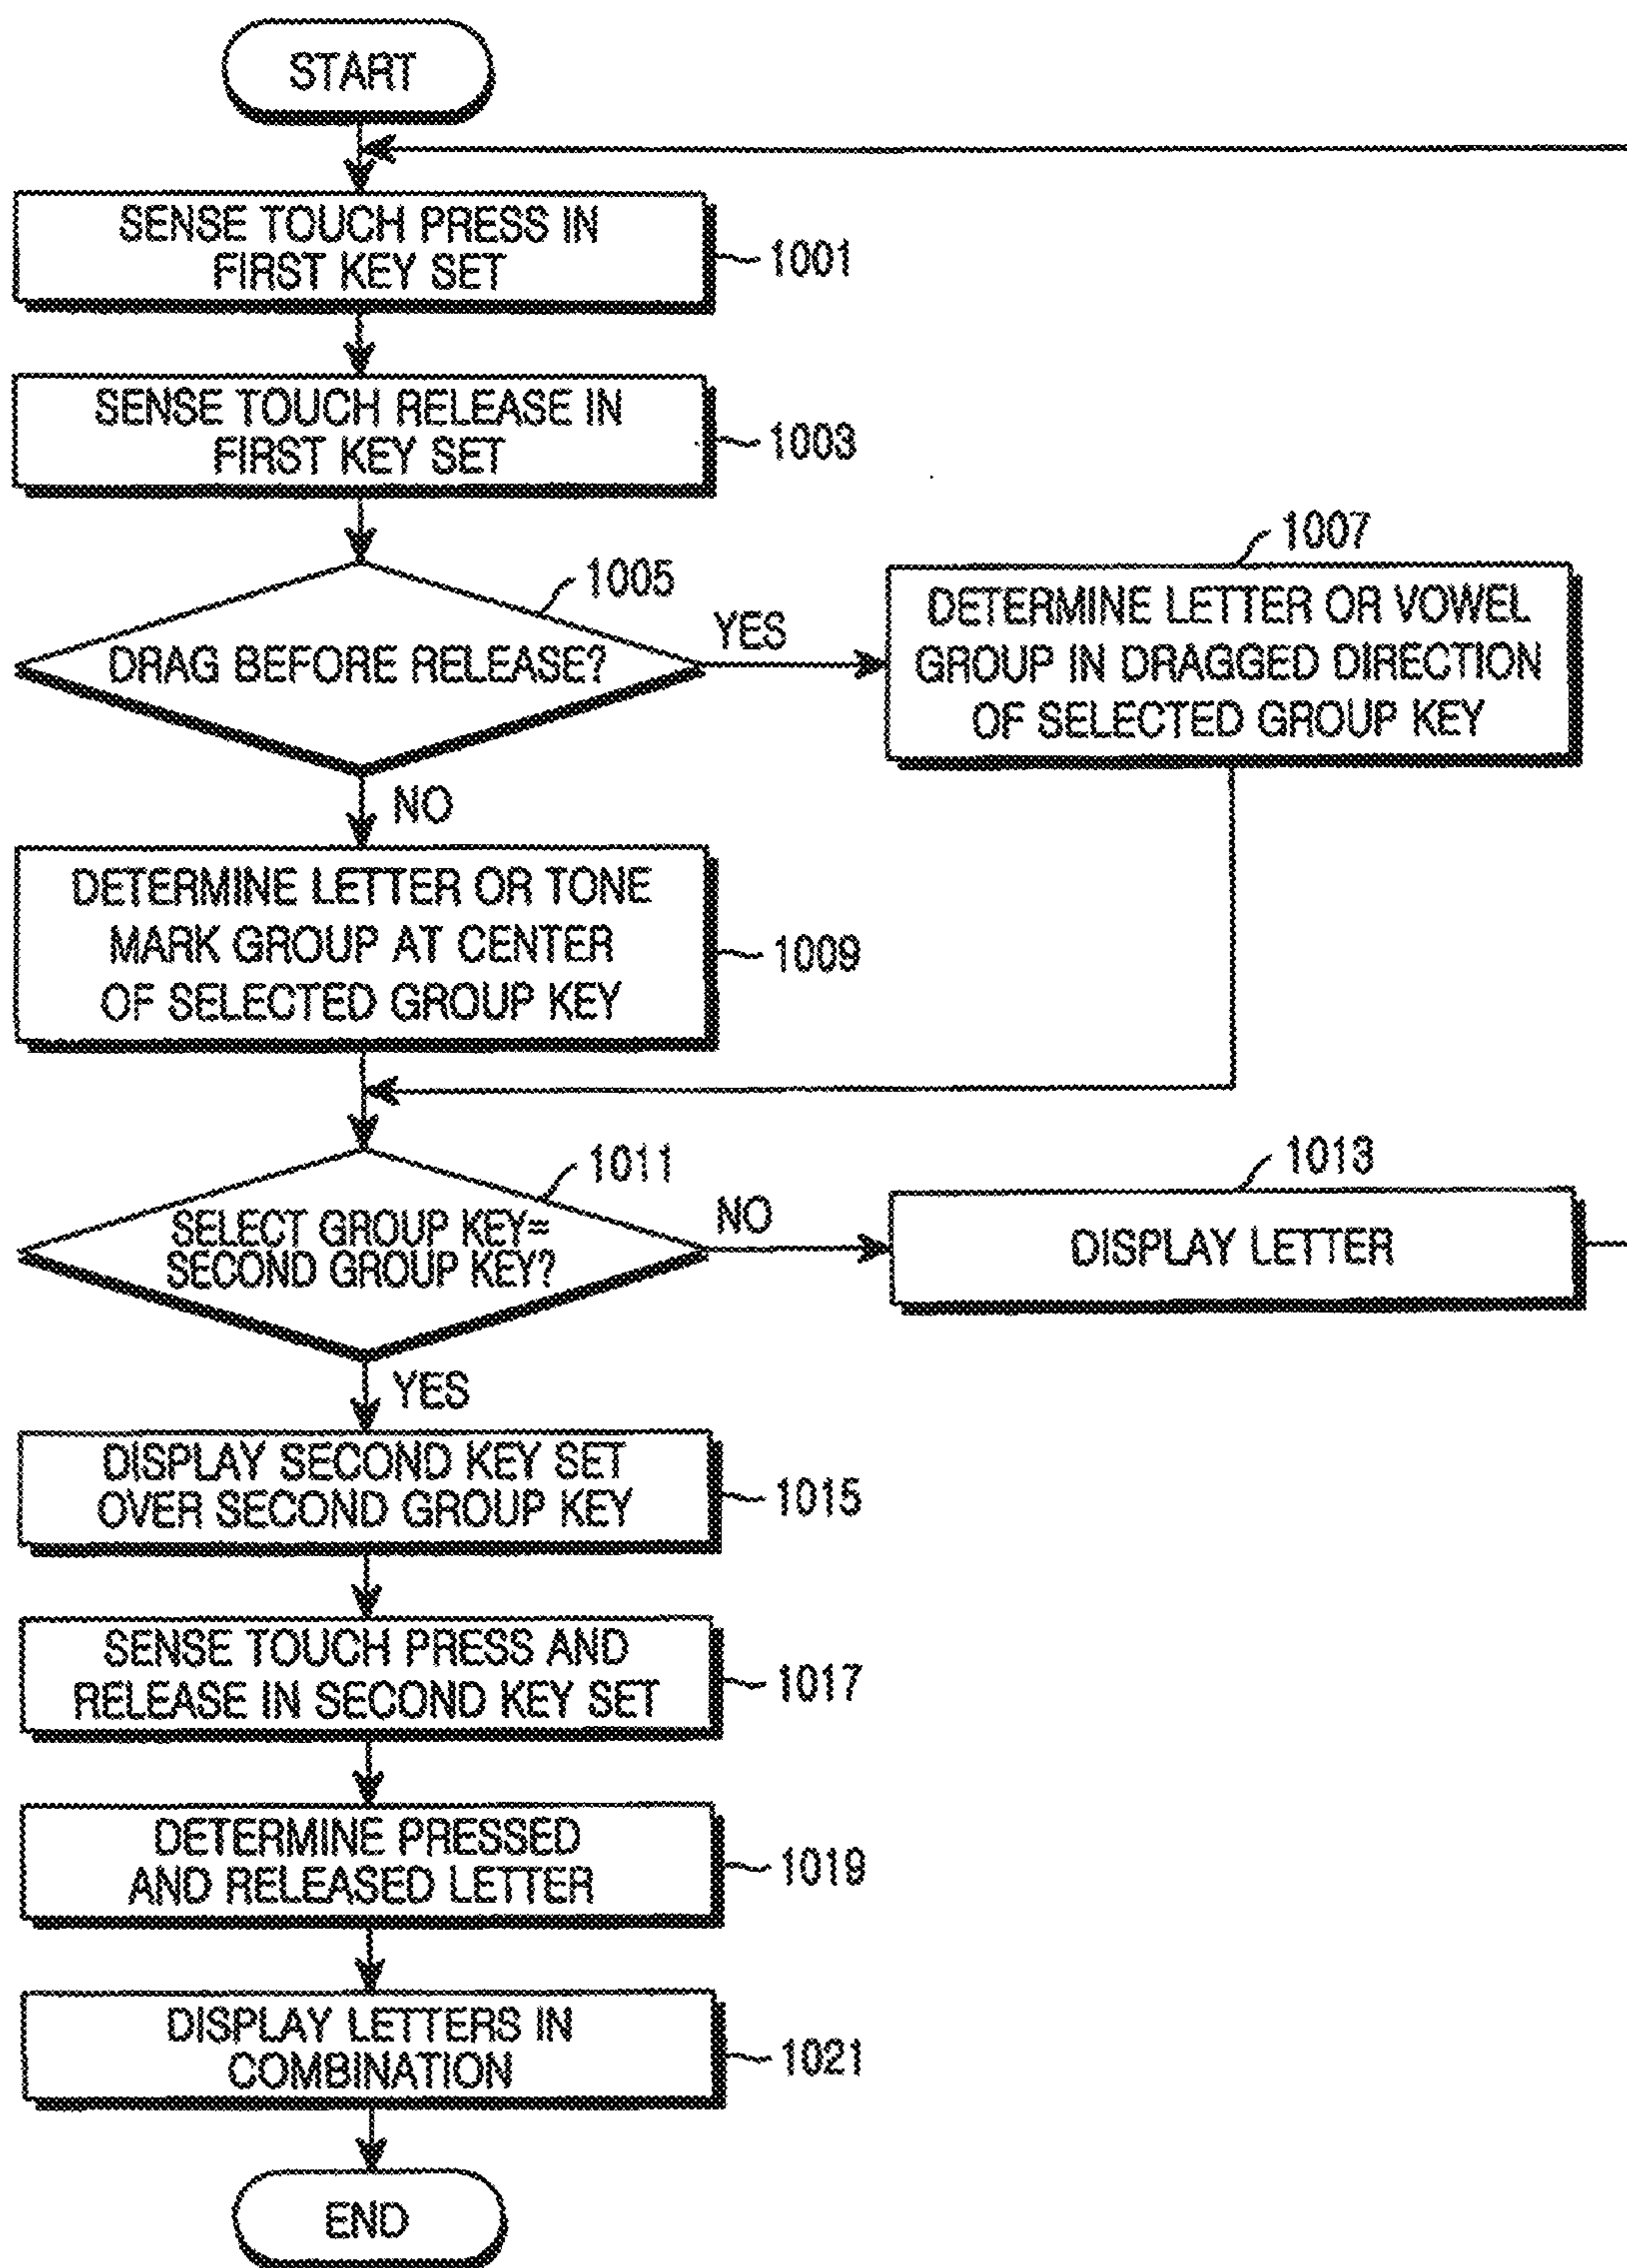 START
SENSE TOUCH PRESS IN
FIRST KEY SET
1001
SENSE TOUCH RELEASE IN
FIRST KEY SET
1003
DRAG BEFORE RELEASE?
1005
YES
1007
DETERMINE LETTER OR VOWEL
GROUP IN DRAGGED DIRECTION
OF SELECTED GROUP KEY
NO
DETERMINE LETTER OR TONE
MARK GROUP AT CENTER
OF SELECTED GROUP KEY
1009
1011
SELECT GROUP KEY=
SECOND GROUP KEY?
NO
1013
DISPLAY LETTER
YES
DISPLAY SECOND KEY SET
OVER SECOND GROUP KEY
1015
SENSE TOUCH PRESS AND
RELEASE IN SECOND KEY SET
1017
DETERMINE PRESSED
AND RELEASED LETTER
1019
DISPLAY LETTERS IN
COMBINATION
1021
END